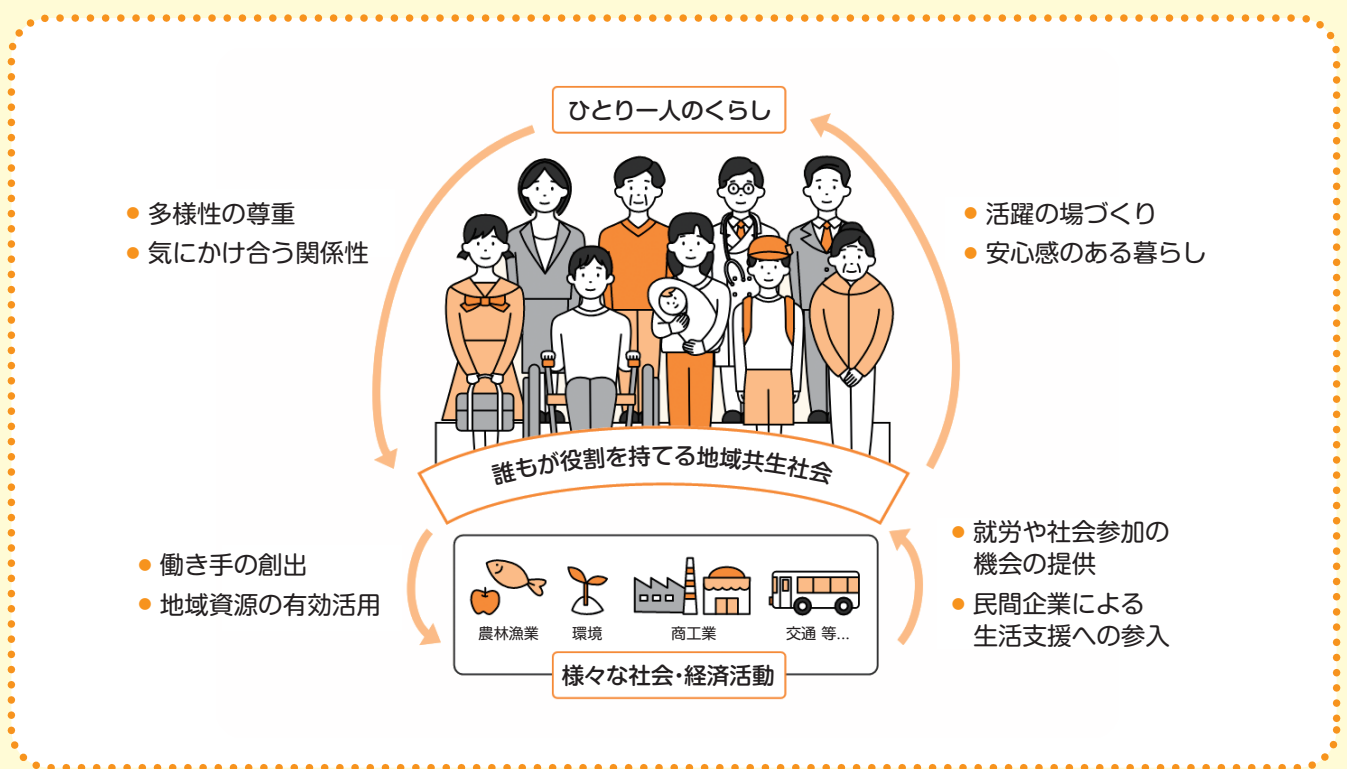 ひとり一人のくらし
● 多様性の尊重
● 気にかけ合う関係性
● 活躍の場づくり
● 安心感のある暮らし
誰もが役割を持てる地域共生社会
● 働き手の創出
● 地域資源の有効活用
● 就労や社会参加の
機会の提供
● 民間企業による
生活支援への参入
農林漁業 環境 商工業 交通 等...
様々な社会・経済活動